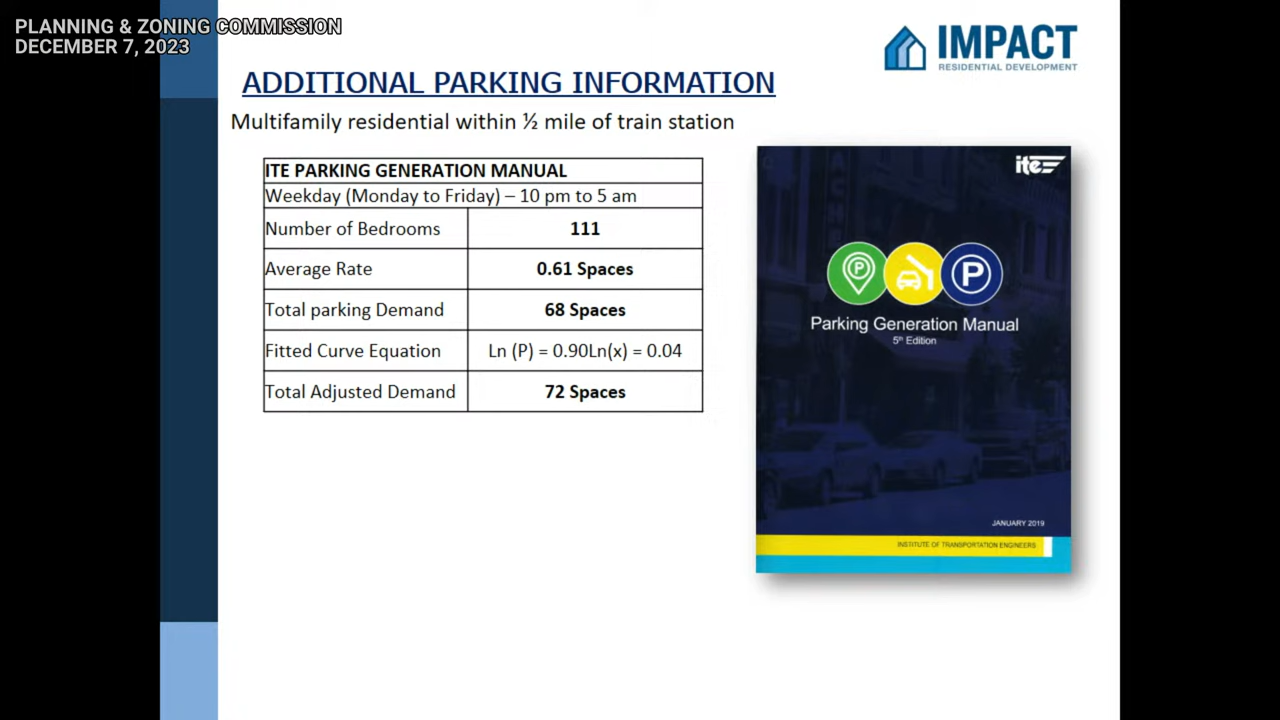 PLANNING & ZONING COMMISSION
DECEMBER 7, 2023
IMPACT
RESIDENTIAL DEVELOPMENT
ADDITIONAL PARKING INFORMATION
Multifamily residential within ½ mile of train station
ITE PARKING GENERATION MANUAL
Weekday (Monday to Friday) – 10 pm to 5 am
Number of Bedrooms 111
Average Rate 0.61 Spaces
Total parking Demand 68 Spaces
Fitted Curve Equation Ln (P) = 0.90Ln(x) = 0.04
Total Adjusted Demand 72 Spaces
ite
P P
Parking Generation Manual
5th Edition
JANUARY 2019
INSTITUTE OF TRANSPORTATION ENGINEERS